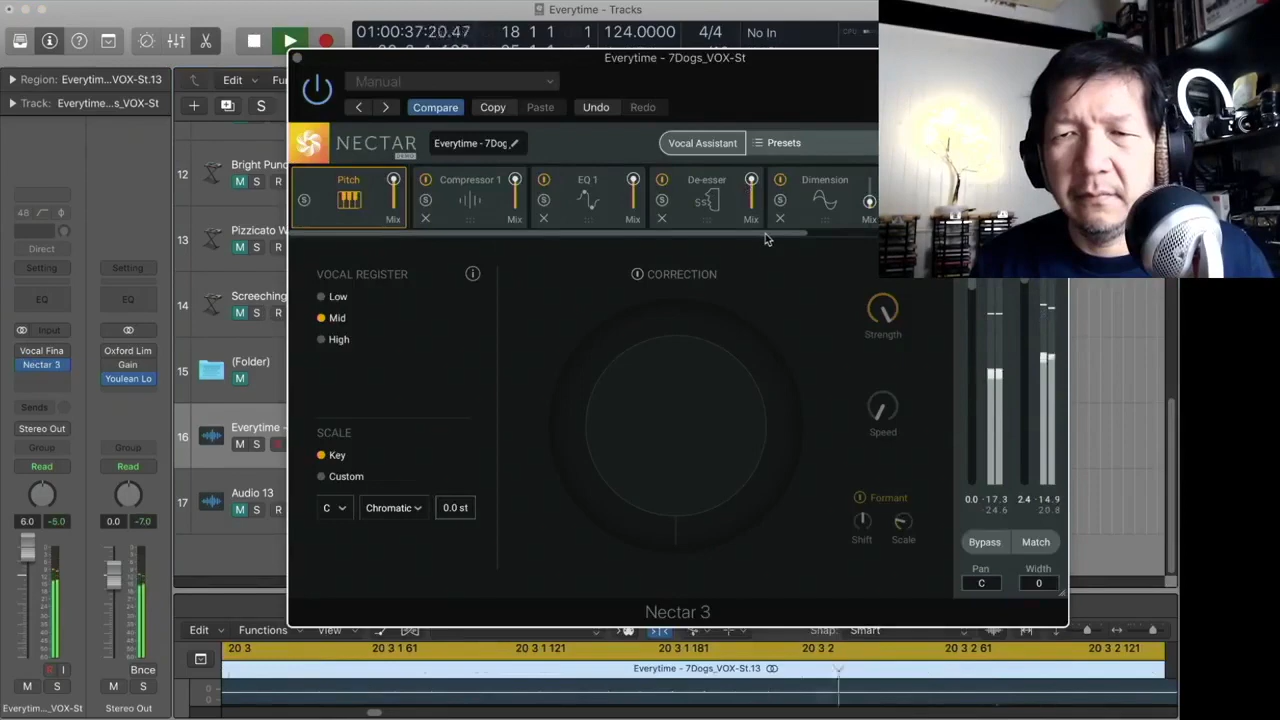 Everytime - Tracks
01:00:37:20.47
18 1 1
124.0000
4/4
No In
CPU
Region: Everytim...VOX-St.13
Edit
Everytime - 7Dogs_VOX-St
Manual
Track: Everytime...s_VOX-St
S
Compare
Copy
Paste
Undo
Redo
NECTAR
DEMO
Everytime - 7Dog
Vocal Assistant
Presets
12
Bright Pun
M S R
Pitch
S
Mix
Compressor 1
S
Mix
EQ 1
S
Mix
De-esser
S
Mix
Dimension
S
Mix
48
Direct
13
Pizzicato W
M S R
Setting
Setting
EQ
EQ
14
Screeching
M S R
VOCAL REGISTER
Low
Mid
High
CORRECTION
Strength
Input
Vocal Fina
Nectar 3
Oxford Lim
Gain
Youlean Lo
15
(Folder)
M
Sends
Stereo Out
Group
Group
Read
Read
16
Everytime -
M S
SCALE
Key
Custom
C
Chromatic
0.0 st
Speed
Formant
Shift
Scale
17
Audio 13
M S R
6.0
-5.0
0.0
-7.0
0.0
-17.3
-24.6
2.4
-14.9
20.8
Bypass
Match
Pan
C
Width
0
Nectar 3
Edit
Functions
View
Snap:
Smart
20 3
20 3 1 61
20 3 1 121
20 3 1 181
20 3 2
20 3 2 61
20 3 2 121
Everytime - 7Dogs_VOX-St.13
0
0
I
Bnce
M S
M S
Everytim..._VOX-St
Stereo Out